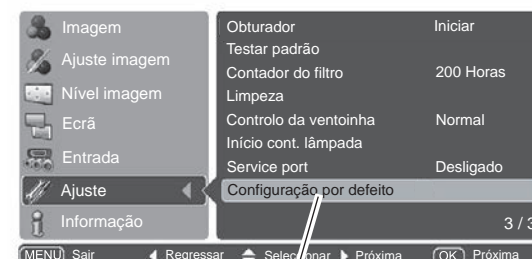 Imagem
Ajuste imagem
Nível imagem
Ecrã
Entrada
Ajuste
Informação
Obturador Iniciar
Testar padrão
Contador do filtro 200 Horas
Limpeza
Controlo da ventoinha Normal
Início cont. lâmpada
Service port Desligado
Configuração por defeito
3 / 3
MENU Sair Regressar Seleccionar Próxima OK Próxima